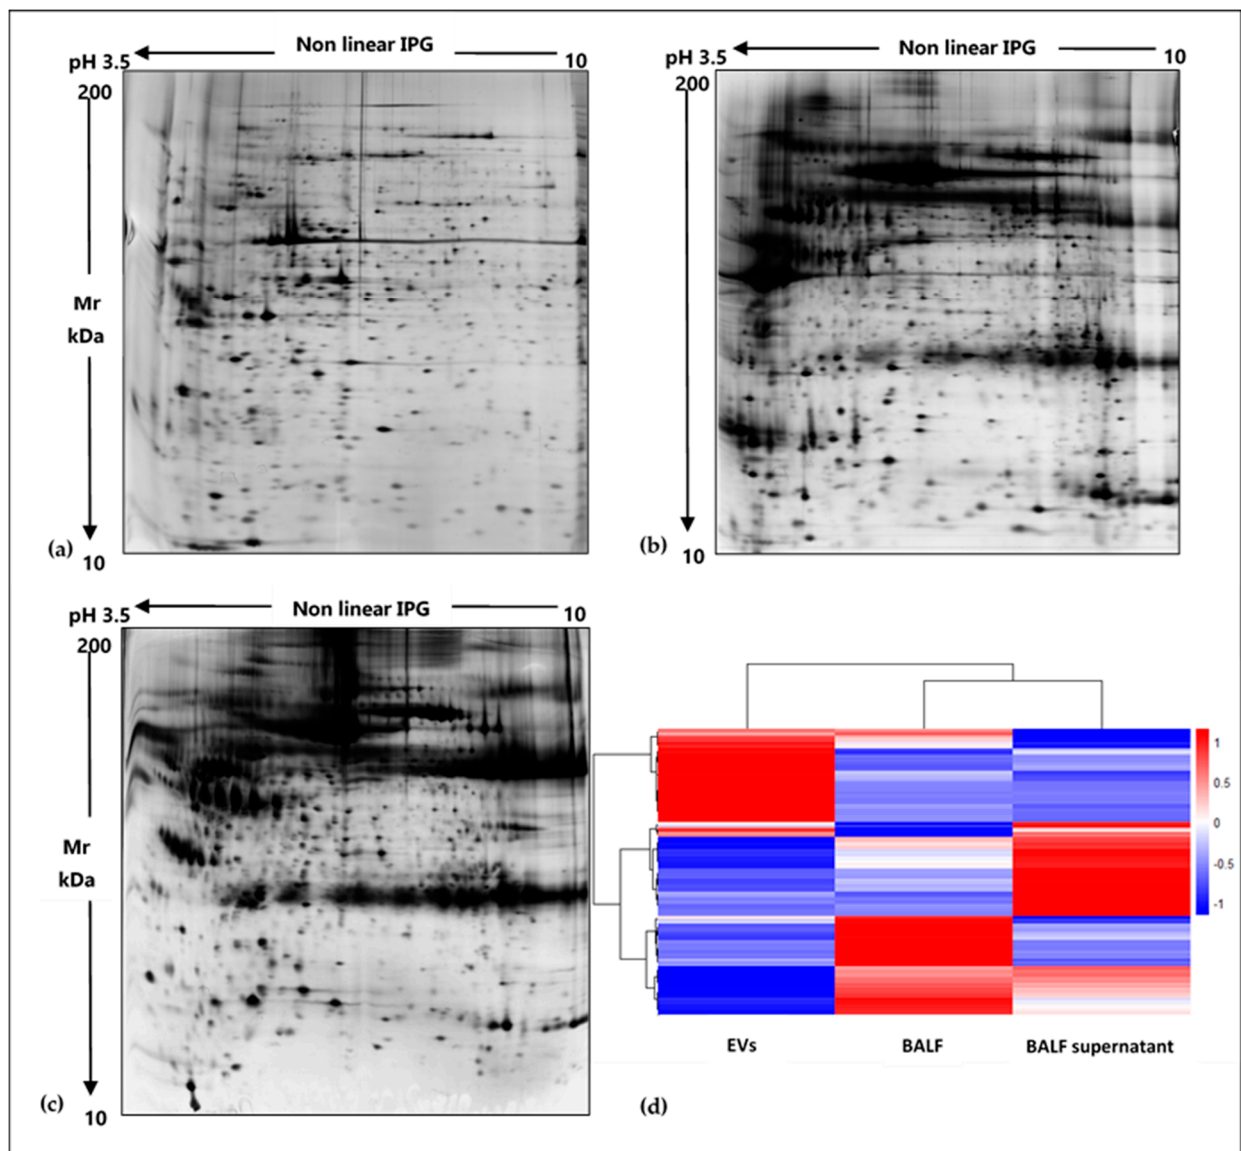 Non linear IPG
pH 3.5
10
200
Mr
kDa
(a)
10
Non linear IPG
pH 3.5
10
200
(b)
10
Non linear IPG
pH 3.5
10
200
Mr
kDa
(c)
10
1
0.5
0
-0.5
-1
EVs
BALF
BALF supernatant
(d)